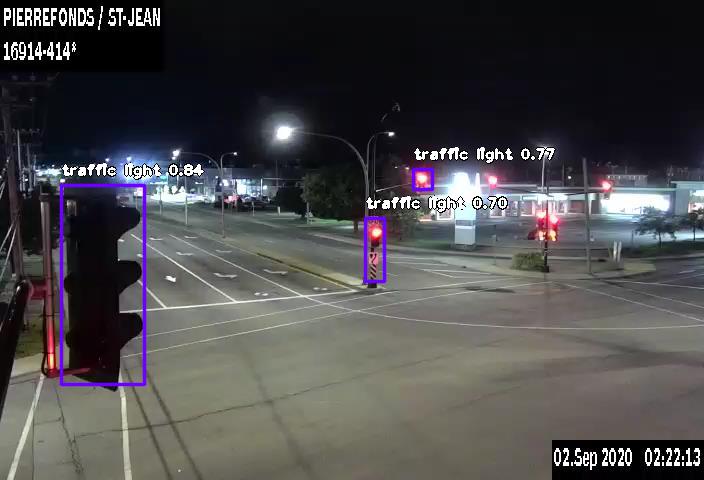 PIERREFONDS / ST-JEAN
16914-414*
traffic light 0.77
traffic light 0.84
traffic light 0.70
02.Sep 2020 02:22:13